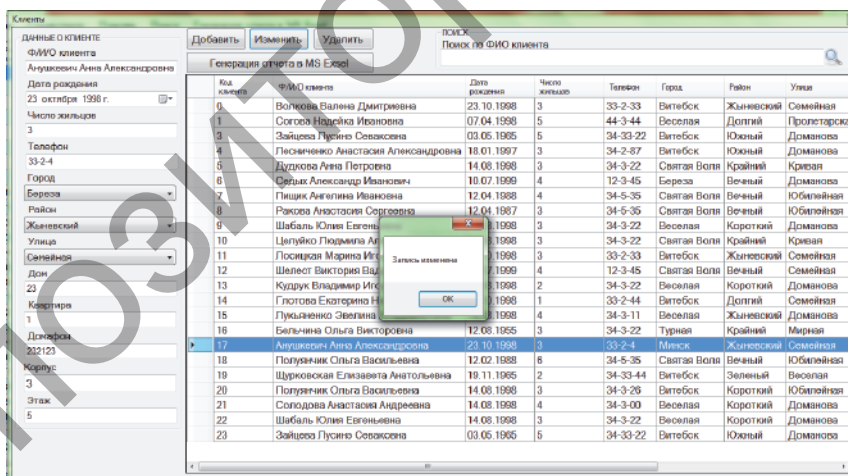 Клиенты
ДАННЫЕ О КЛИЕНТЕ
ФИО клиента
Анушкевич Анна Александровна
Дата рождения
23 октября 1998 г.
Число жильцов
3
Телефон
33-2-4
Город
Береза
Район
Жыневский
Улица
Семейная
Дом
23
Квартира
1
Домофон
232123
Корпус
3
Этаж
5
Добавить Изменить Удалить
Генерация отчета в MS Exsel
ПОИСК
Поиск по ФИО клиента
Код клиента Ф/И/О клиента Дата рождения Число жильцов Телефон Город Район Улица
0 Волкова Валена Дмитриевна 23.10.1998 3 33-2-33 Витебск Жыневский Семейная
1 Согова Надейка Ивановна 07.04.1998 5 44-3-44 Веселая Долгий Пролетарска
3 Зайцева Лусинэ Севаковна 03.05.1965 5 34-33-22 Витебск Южный Доманова
4 Лесниченко Анастасия Александровна 18.01.1997 3 34-2-87 Витебск Южный Доманова
5 Дудкова Анна Петровна 14.08.1998 3 34-3-22 Святая Воля Крайний Кривая
6 Седых Александр Иванович 10.07.1999 4 12-3-45 Береза Вечный Доманова
7 Пищик Ангелина Ивановна 12.04.1988 4 34-5-35 Святая Воля Вечный Юбилейная
8 Ракова Анастасия Сергеевна 12.04.1987 3 34-5-35 Святая Воля Вечный Юбилейная
9 Шабаль Юлия Евгень .1998 3 34-3-22 Веселая Короткий Доманова
10 Целуйко Людмила Ал .1998 3 34-3-22 Святая Воля Крайний Кривая
11 Лосицкая Марина Иго .1998 3 33-2-33 Витебск Жыневский Семейная
12 Шелест Виктория Вад .1999 4 12-3-45 Святая Воля Вечный Семейная
13 Кудрук Владимир Иго .1998 2 34-3-22 Веселая Короткий Доманова
14 Глотова Екатерина Н .1998 1 33-2-44 Витебск Долгий Семейная
15 Лукьяненко Эвелина .1998 4 34-3-11 Веселая Жыневский Доманова
16 Бельчина Ольга Викторовна 12.08.1955 3 34-3-22 Турная Крайний Мирная
17 Анушкевич Анна Александровна 23.10.1998 3 33-2-4 Минск Жыневский Семейная
18 Полуянчик Ольга Васильевна 12.02.1988 6 34-5-35 Святая Воля Вечный Юбилейная
19 Щурковская Елизавета Анатольевна 19.11.1965 2 34-33-44 Витебск Зеленый Веселая
20 Полуянчик Ольга Васильевна 14.08.1998 3 34-3-26 Витебск Короткий Юбилейная
21 Солодова Анастасия Андреевна 14.08.1998 4 34-3-00 Веселая Короткий Доманова
22 Шабаль Юлия Евгеньевна 14.08.1998 3 34-3-22 Веселая Короткий Доманова
23 Зайцева Лусинэ Севаковна 03.05.1965 5 34-33-22 Витебск Южный Доманова
Запись изменена
ОК
ПОЗИТО